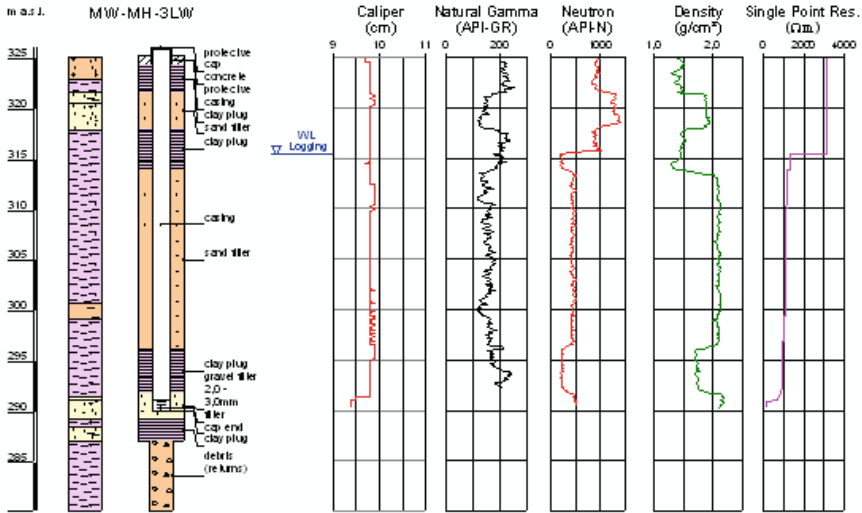 m a.s.l.
MW-MH-3LW
Caliper
(cm)
Natural Gamma
(API-GR)
Neutron
(API-N)
Density
(g/cm³)
Single Point Res.
(Ωm)
9 10 11
0 200
0 1000
1,0 2,0
0 2000 4000
325
320
315
310
305
300
295
290
285
protective
cap
concrete
protective
casing
clay plug
sand filler
clay plug
WL
Logging
casing
sand filler
clay plug
gravel filler
2,0 -
3,0mm
filler
cap end
clay plug
debris
(returns)